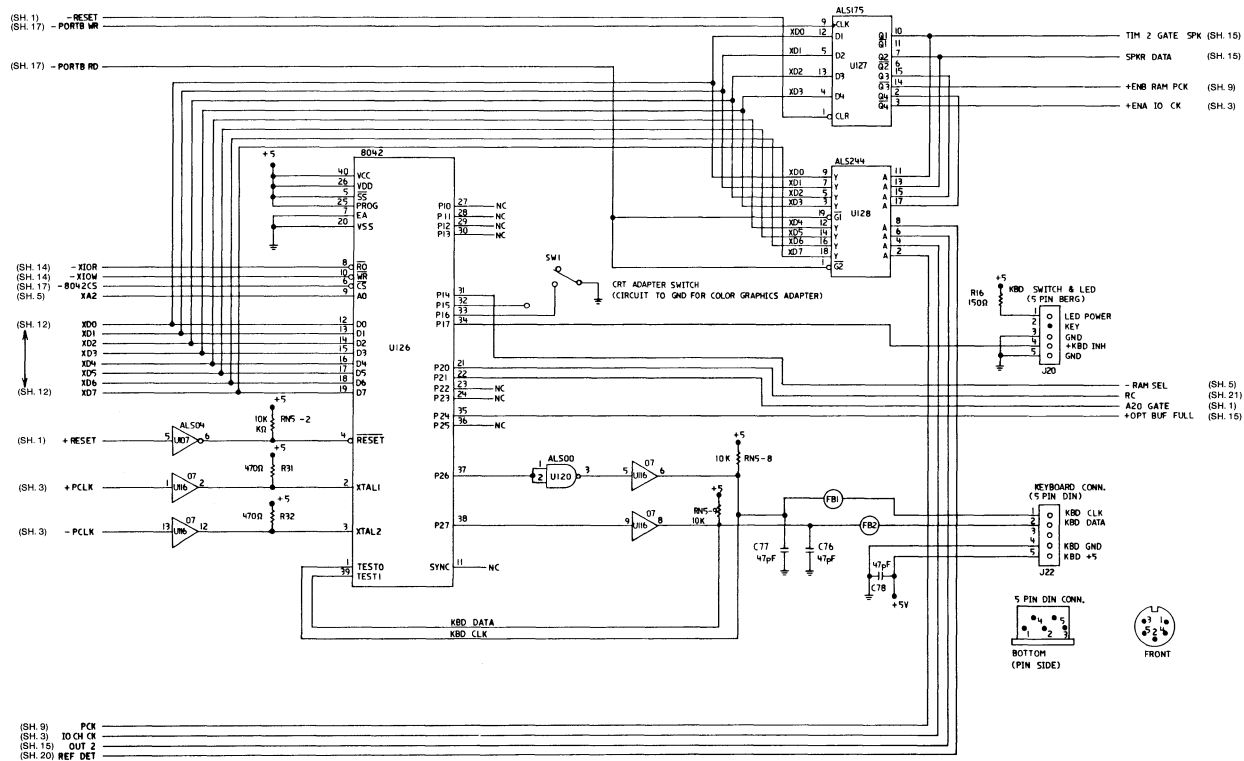 (SH. 1) -RESET
(SH. 17) -PORTB WR
(SH. 17) -PORTB RD
ALS175
9 CLK
XD0 12 D1
XD1 5 D2
XD2 13 D3
XD3 4 D4
1 CLR
U127
Q1 10
Q1 11
Q2 7
Q2 6
Q3 15
Q3 14
Q4 2
Q4 3
TIM 2 GATE SPK (SH. 15)
SPKR DATA (SH. 15)
+ENB RAM PCK (SH. 9)
+ENA IO CK (SH. 3)
ALS244
XD0 9 Y A 11
XD1 7 Y A 13
XD2 5 Y A 15
XD3 3 Y A 17
19 G1
U128
XD4 12 Y A 8
XD5 14 Y A 6
XD6 16 Y A 4
XD7 18 Y A 2
1 G2
8042
+5
40 VCC
26 VDD
5 SS
25 PROG
7 EA
20 VSS
P10 27 NC
P11 28 NC
P12 29 NC
P13 30 NC
(SH. 14) -XIOR 8 RD
(SH. 14) -XIOW 10 WR
(SH. 17) -8042CS 6 CS
(SH. 5) XA2 9 A0
P14 31
P15 32
P16 33
P17 34
SW1
CRT ADAPTER SWITCH
(CIRCUIT TO GND FOR COLOR GRAPHICS ADAPTER)
+5
R16
150Ω
KBD SWITCH & LED
(5 PIN BERG)
1 LED POWER
2 KEY
3 GND
4 +KBD INH
5 GND
J20
(SH. 12) XD0 12 D0
XD1 13 D1
XD2 14 D2
XD3 15 D3
XD4 16 D4
XD5 17 D5
XD6 18 D6
(SH. 12) XD7 19 D7
U126
P20 21
P21 22
P22 23 NC
P23 24 NC
P24 35
P25 36 NC
-RAM SEL (SH. 5)
RC (SH. 21)
A20 GATE (SH. 1)
+OPT BUF FULL (SH. 15)
+5
10K
KΩ
RN5-2
ALS04
(SH. 1) +RESET 5 U107 6 4 RESET
+5
470Ω R31
07
(SH. 3) +PCLK 1 U116 2 2 XTAL1
+5
470Ω R32
07
(SH. 3) -PCLK 13 U116 12 3 XTAL2
1 TEST0
39 TEST1
P26 37
ALS00
1
2 U120 3
07
5 U116 6
+5
10K RN5-8
+5
RN5-9
10K
P27 38
07
9 U116 8
SYNC 11 NC
FB1
FB2
C77
47pF
C76
47pF
47pF
C78
+5V
KEYBOARD CONN.
(5 PIN DIN)
1 KBD CLK
2 KBD DATA
3
4 KBD GND
5 KBD +5
J22
KBD DATA
KBD CLK
5 PIN DIN CONN.
4 5
1 2 3
BOTTOM
(PIN SIDE)
3 1
5 2 4
FRONT
(SH. 9) PCK
(SH. 3) IO CH CK
(SH. 15) OUT 2
(SH. 20) REF DET